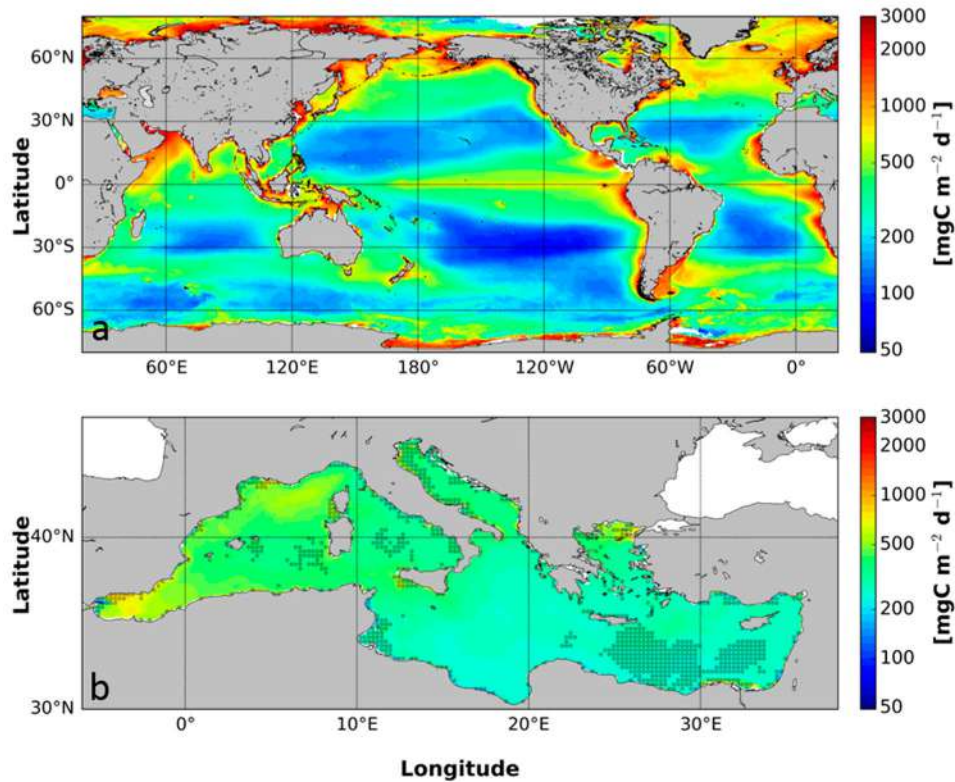 60°N
30°N
0°
30°S
60°S
Latitude
a
60°E
120°E
180°
120°W
60°W
0°
3000
2000
1000
500
200
100
50
[mgC m⁻² d⁻¹]
40°N
30°N
Latitude
b
0°
10°E
20°E
30°E
Longitude
3000
2000
1000
500
200
100
50
[mgC m⁻² d⁻¹]